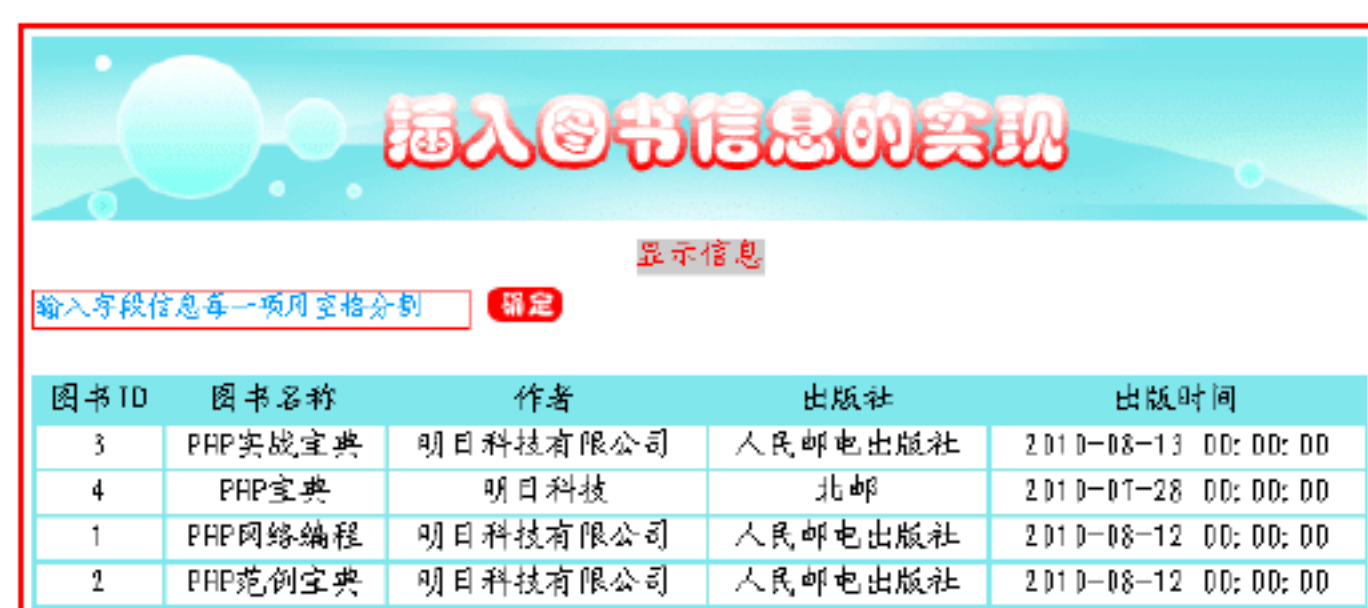 插入图书信息的实现
显示信息
输入字段信息每一项用空格分割 确定
图书ID 图书名称 作者 出版社 出版时间
3 PHP实战宝典 明日科技有限公司 人民邮电出版社 2010-08-13 00:00:00
4 PHP宝典 明日科技 北邮 2010-07-28 00:00:00
1 PHP网络编程 明日科技有限公司 人民邮电出版社 2010-08-12 00:00:00
2 PHP范例宝典 明日科技有限公司 人民邮电出版社 2010-08-12 00:00:00